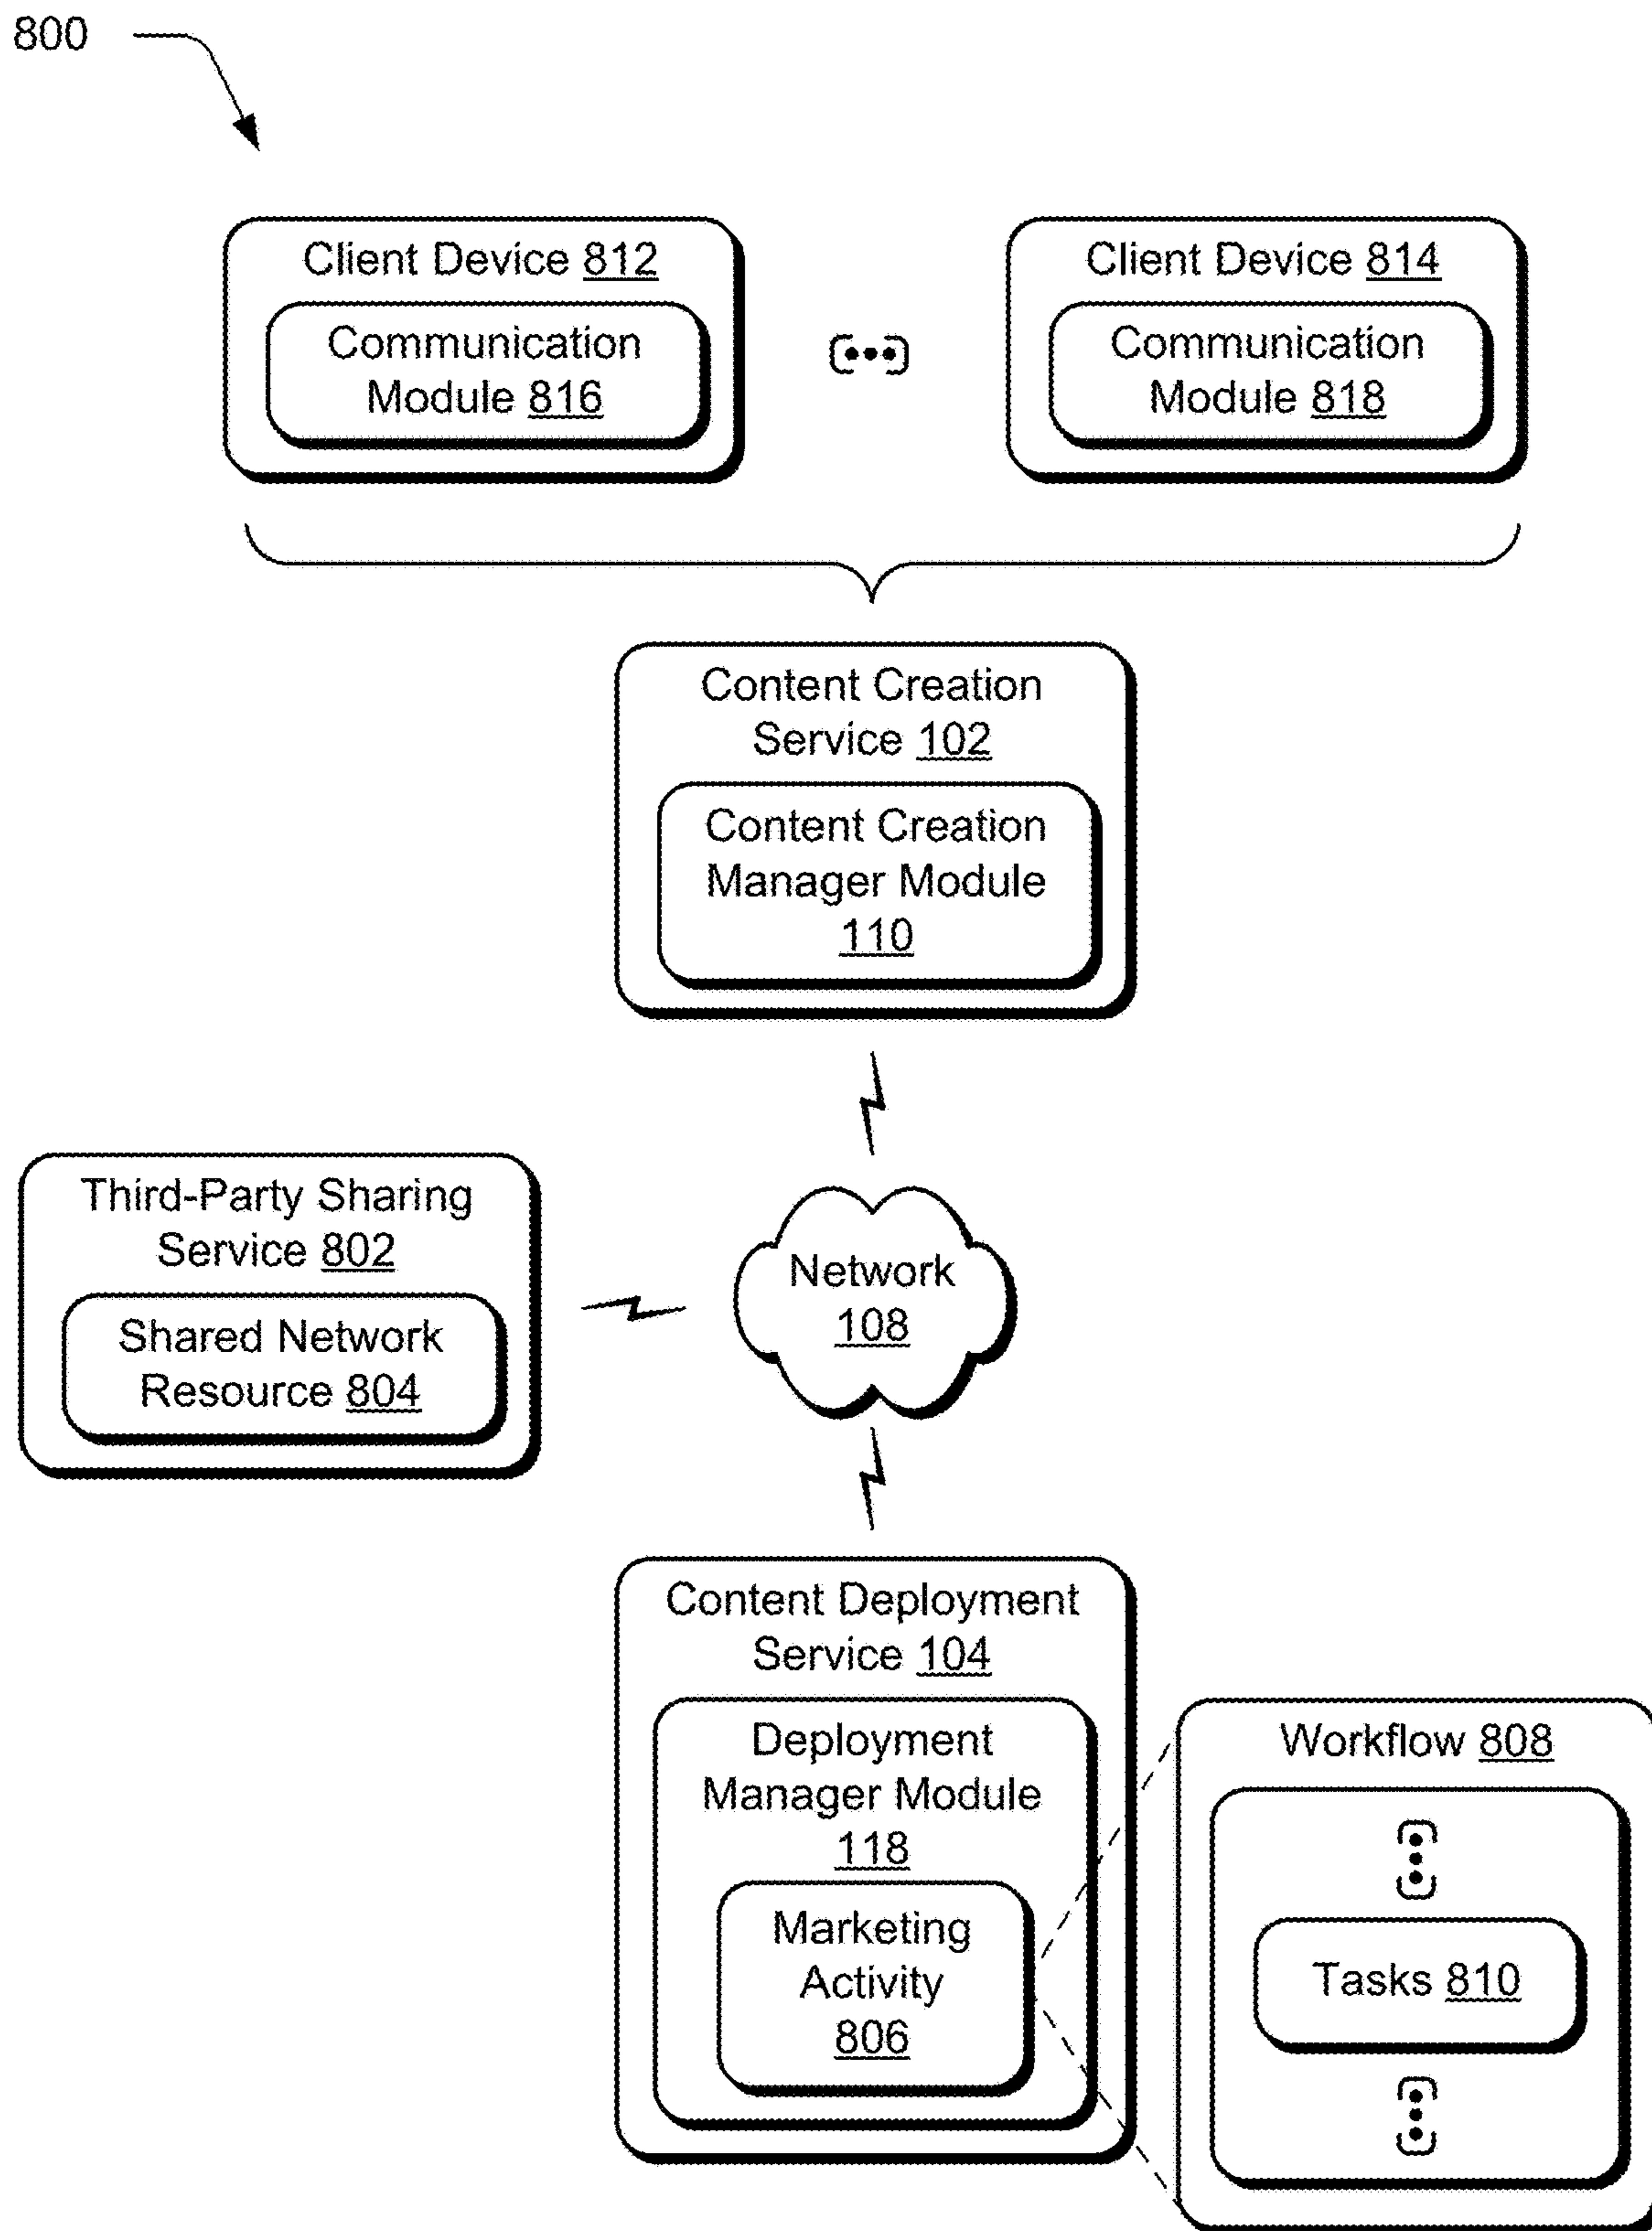 800
Client Device 812
Communication
Module 816
Client Device 814
Communication
Module 818
Content Creation
Service 102
Content Creation
Manager Module
110
Third-Party Sharing
Service 802
Shared Network
Resource 804
Network
108
Content Deployment
Service 104
Deployment
Manager Module
118
Marketing
Activity
806
Workflow 808
Tasks 810